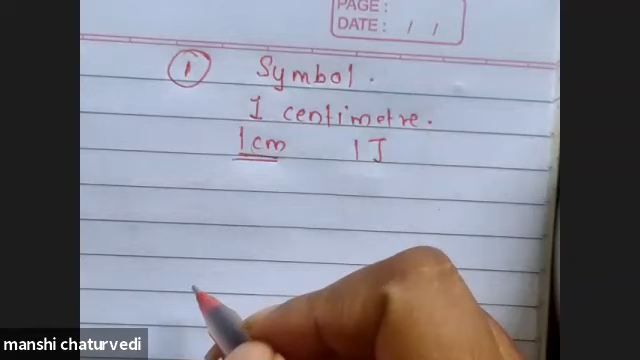 PAGE:
DATE: / /
1 Symbol.
1 centimetre.
1cm 1J
manshi chaturvedi